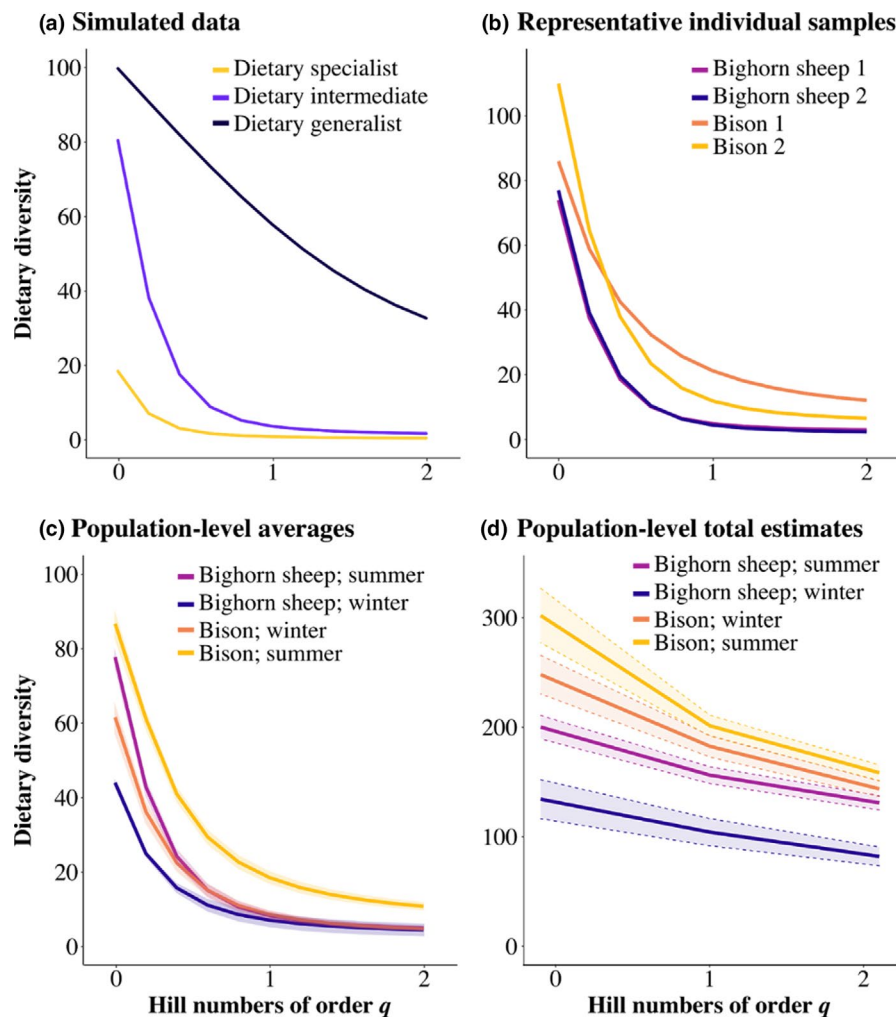 (a) Simulated data
100
80
60
40
20
0
Dietary specialist
Dietary intermediate
Dietary generalist
0 1 2
Dietary diversity
(b) Representative individual samples
100
80
60
40
20
0
Bighorn sheep 1
Bighorn sheep 2
Bison 1
Bison 2
0 1 2
(c) Population-level averages
100
80
60
40
20
0
Bighorn sheep; summer
Bighorn sheep; winter
Bison; winter
Bison; summer
0 1 2
Dietary diversity
Hill numbers of order q
(d) Population-level total estimates
300
200
100
0
Bighorn sheep; summer
Bighorn sheep; winter
Bison; winter
Bison; summer
0 1 2
Hill numbers of order q